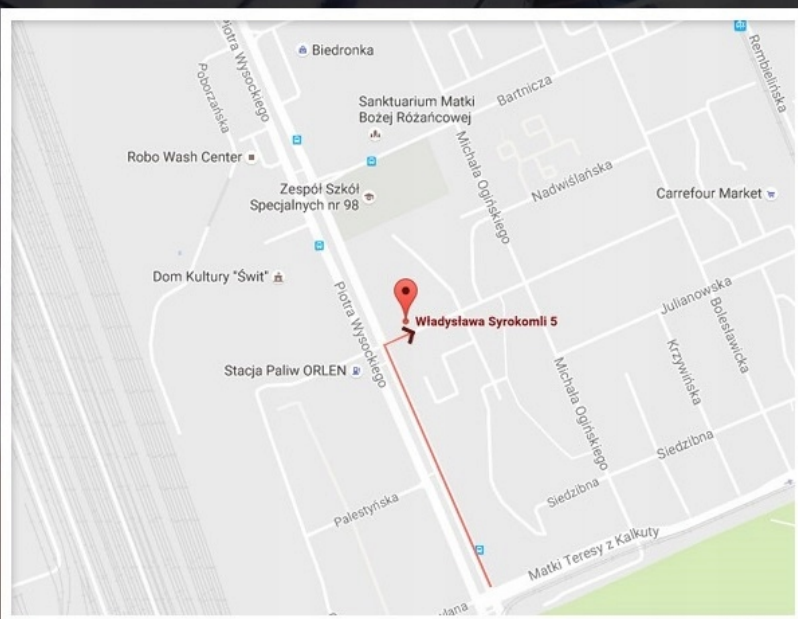 Piotra Wysockiego
Biedronka
Rembielińska
Poborzańska
Sanktuarium Matki
Bożej Różańcowej
Bartnicza
Robo Wash Center
Michała Ogińskiego
Nadwiślańska
Zespół Szkół
Specjalnych nr 98
Carrefour Market
Dom Kultury "Świt"
Piotra Wysockiego
Władysława Syrokomli 5
Julianowska
Bolesławicka
Stacja Paliw ORLEN
Krzywińska
Michała Ogińskiego
Siedzibna
Siedzibna
Palestyńska
Matki Teresy z Kalkuty